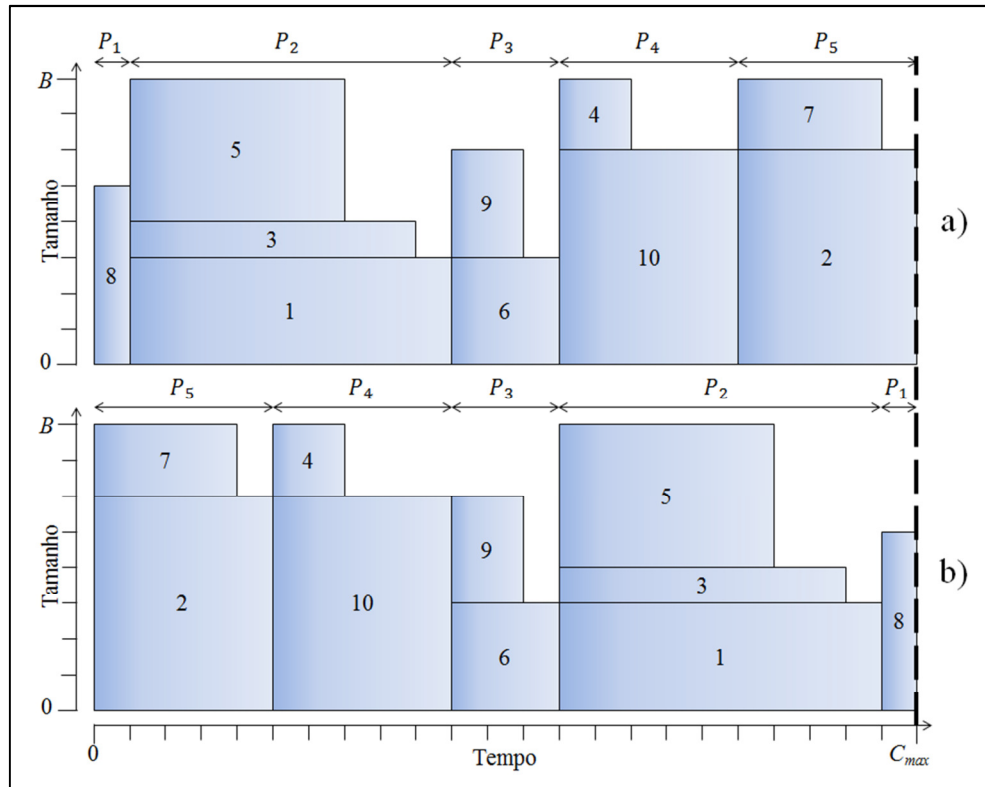 P₁ P₂ P₃ P₄ P₅
B
5 4 7
Tamanho 9
3
8 10 2 a)
1 6
0
P₅ P₄ P₃ P₂ P₁
B
7 4 5
9
Tamanho 3 b)
2 10 8
6 1
0
0 Tempo Cmax